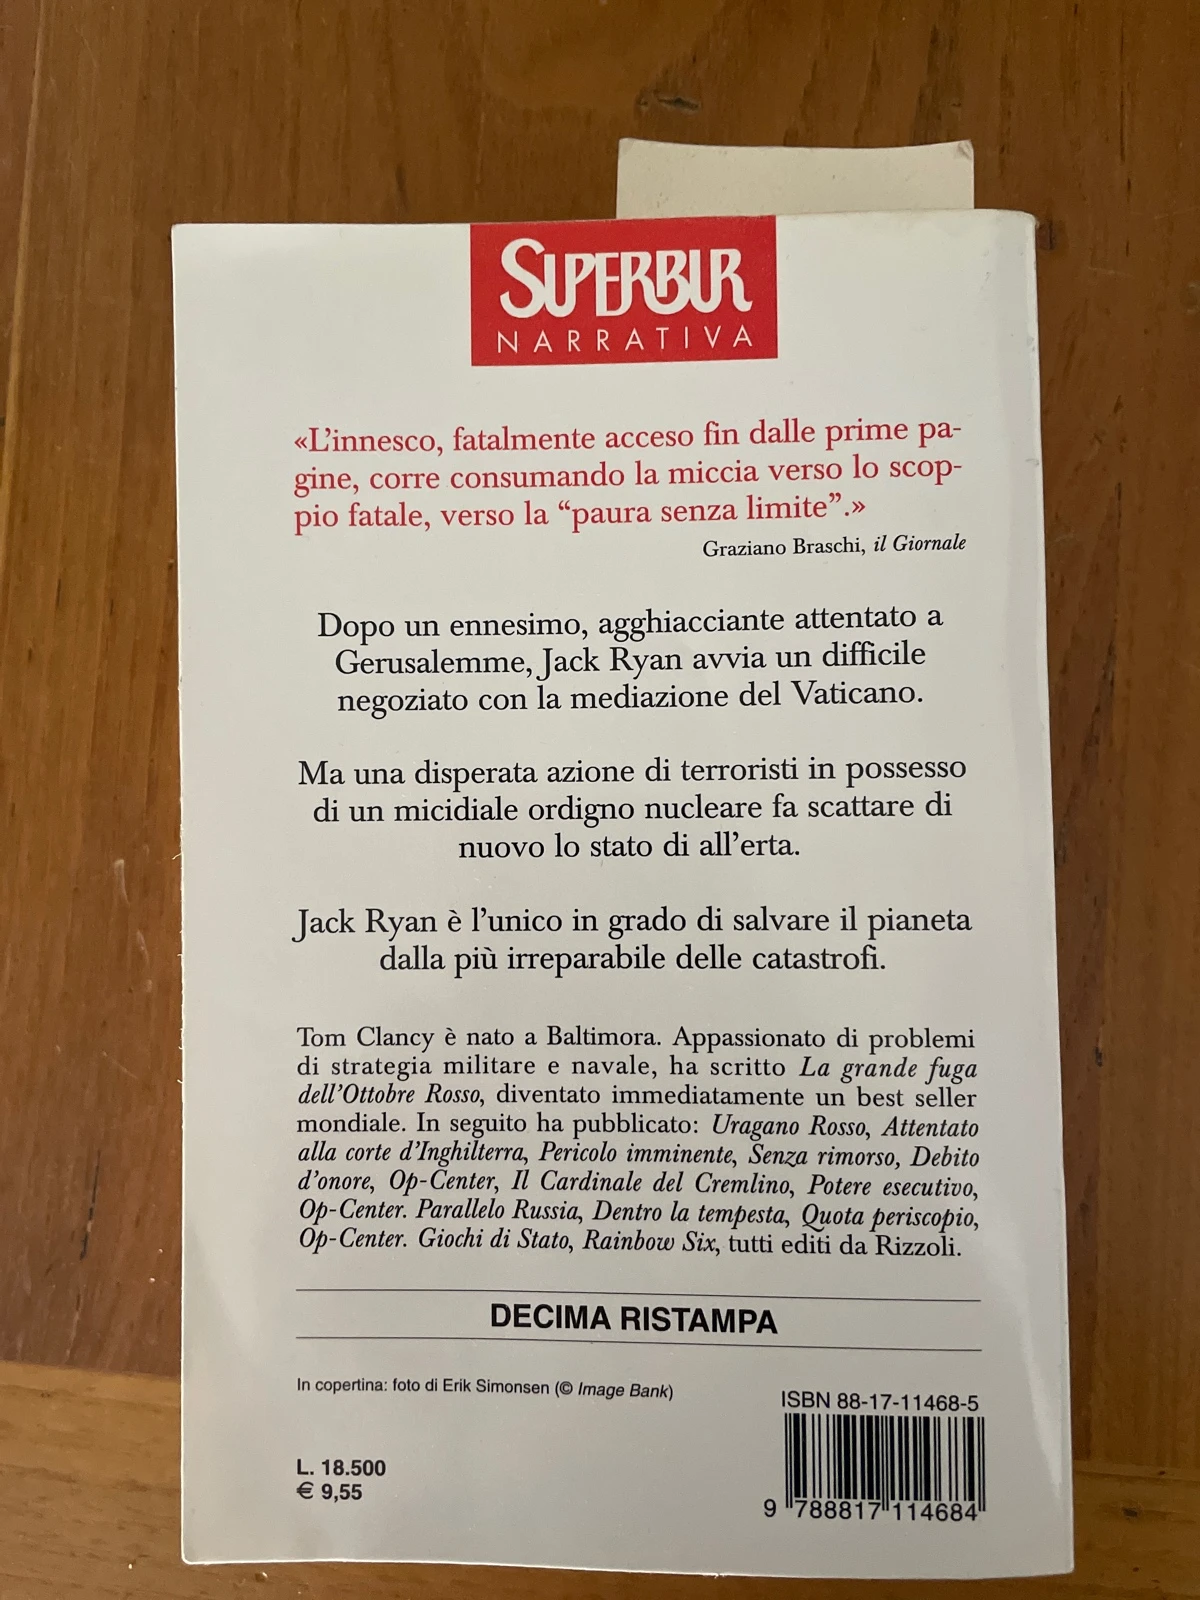 SUPERBUR
NARRATIVA
«L'innesco, fatalmente acceso fin dalle prime pa-
gine, corre consumando la miccia verso lo scop-
pio fatale, verso la “paura senza limite”.»
Graziano Braschi, il Giornale
Dopo un ennesimo, agghiacciante attentato a
Gerusalemme, Jack Ryan avvia un difficile
negoziato con la mediazione del Vaticano.
Ma una disperata azione di terroristi in possesso
di un micidiale ordigno nucleare fa scattare di
nuovo lo stato di all'erta.
Jack Ryan è l'unico in grado di salvare il pianeta
dalla più irreparabile delle catastrofi.
Tom Clancy è nato a Baltimora. Appassionato di problemi
di strategia militare e navale, ha scritto La grande fuga
dell'Ottobre Rosso, diventato immediatamente un best seller
mondiale. In seguito ha pubblicato: Uragano Rosso, Attentato
alla corte d'Inghilterra, Pericolo imminente, Senza rimorso, Debito
d'onore, Op-Center, Il Cardinale del Cremlino, Potere esecutivo,
Op-Center. Parallelo Russia, Dentro la tempesta, Quota periscopio,
Op-Center. Giochi di Stato, Rainbow Six, tutti editi da Rizzoli.
DECIMA RISTAMPA
In copertina: foto di Erik Simonsen (© Image Bank)
ISBN 88-17-11468-5
L. 18.500
€ 9,55
9 788817 114684